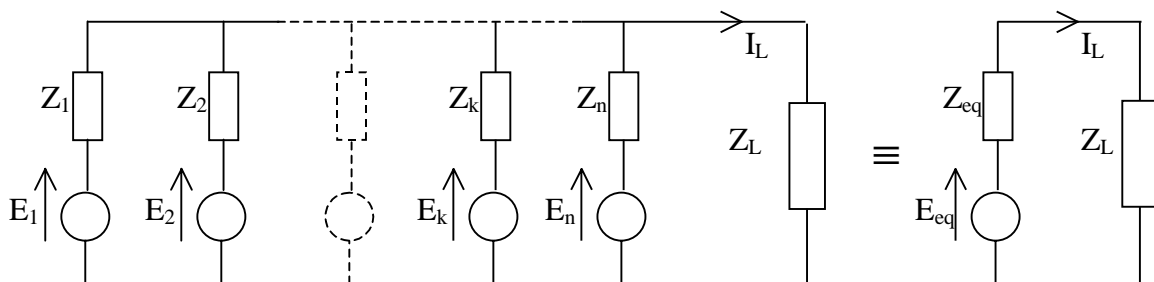 I_L I_L
Z_1 Z_2 Z_k Z_n Z_eq
Z_L ≡ Z_L
E_1 E_2 E_k E_n E_eq